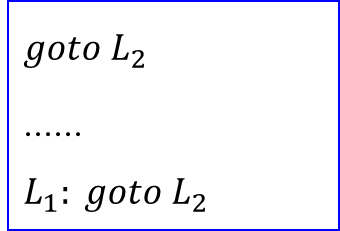 goto L₂
……
L₁: goto L₂